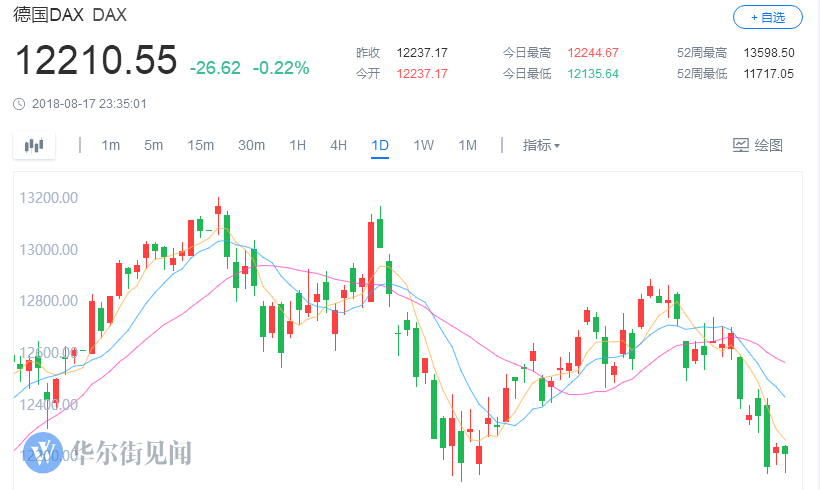 德国DAX DAX
+ 自选
12210.55 -26.62 -0.22%
昨收 12237.17 今日最高 12244.67 52周最高 13598.50
今开 12237.17 今日最低 12135.64 52周最低 11717.05
2018-08-17 23:35:01
1m 5m 15m 30m 1H 4H 1D 1W 1M 指标 绘图
13200.00
13000.00
12800.00
12600.00
12400.00
12200.00
华尔街见闻